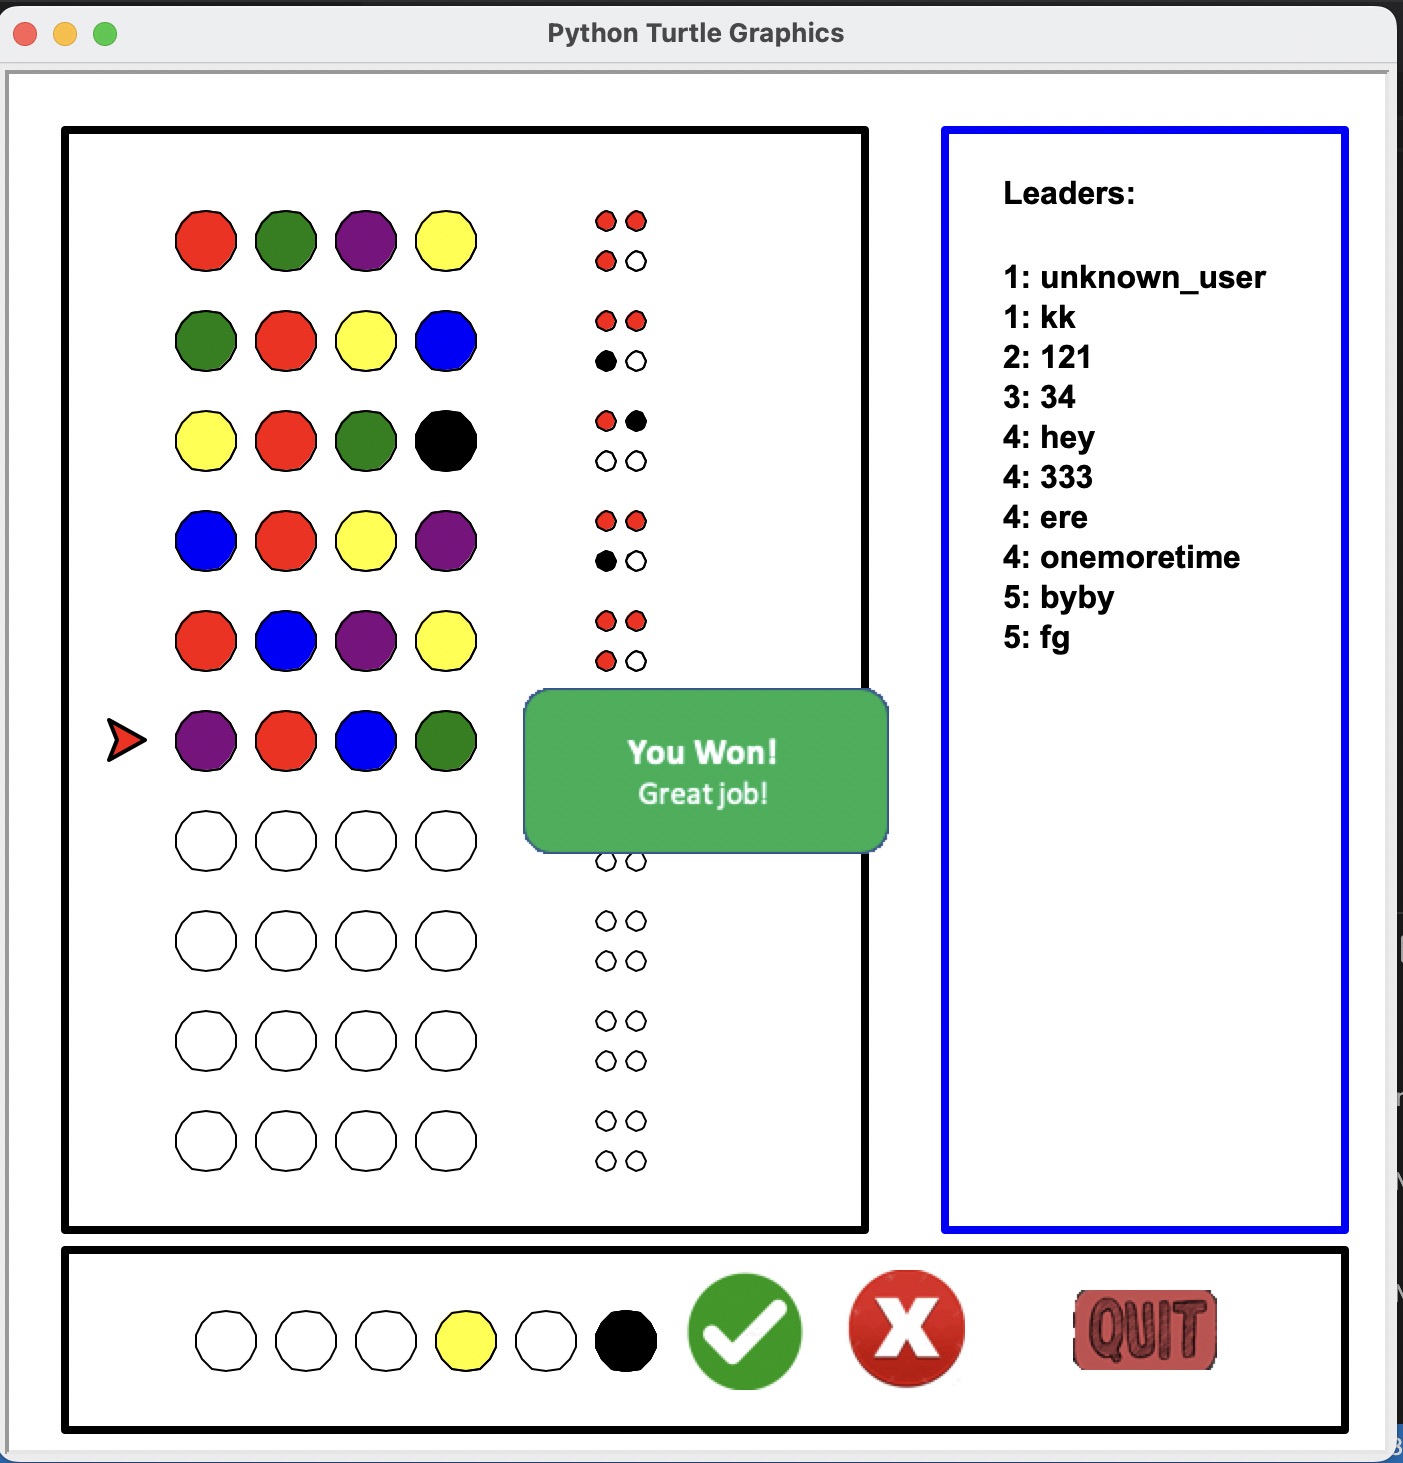 Python Turtle Graphics
Leaders:
1: unknown_user
1: kk
2: 121
3: 34
4: hey
4: 333
4: ere
4: onemoretime
5: byby
5: fg
You Won!
Great job!
X
QUIT